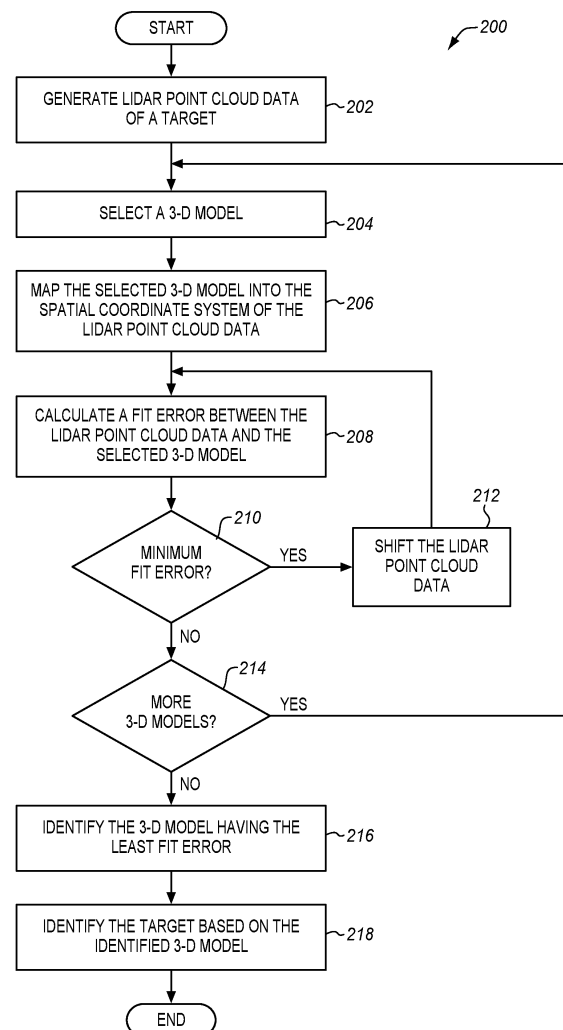 START
200
GENERATE LIDAR POINT CLOUD DATA
OF A TARGET
202
SELECT A 3-D MODEL
204
MAP THE SELECTED 3-D MODEL INTO THE
SPATIAL COORDINATE SYSTEM OF THE
LIDAR POINT CLOUD DATA
206
CALCULATE A FIT ERROR BETWEEN THE
LIDAR POINT CLOUD DATA AND THE
SELECTED 3-D MODEL
208
210
MINIMUM
FIT ERROR?
YES
212
SHIFT THE LIDAR
POINT CLOUD
DATA
NO
214
MORE
3-D MODELS?
YES
NO
IDENTIFY THE 3-D MODEL HAVING THE
LEAST FIT ERROR
216
IDENTIFY THE TARGET BASED ON THE
IDENTIFIED 3-D MODEL
218
END